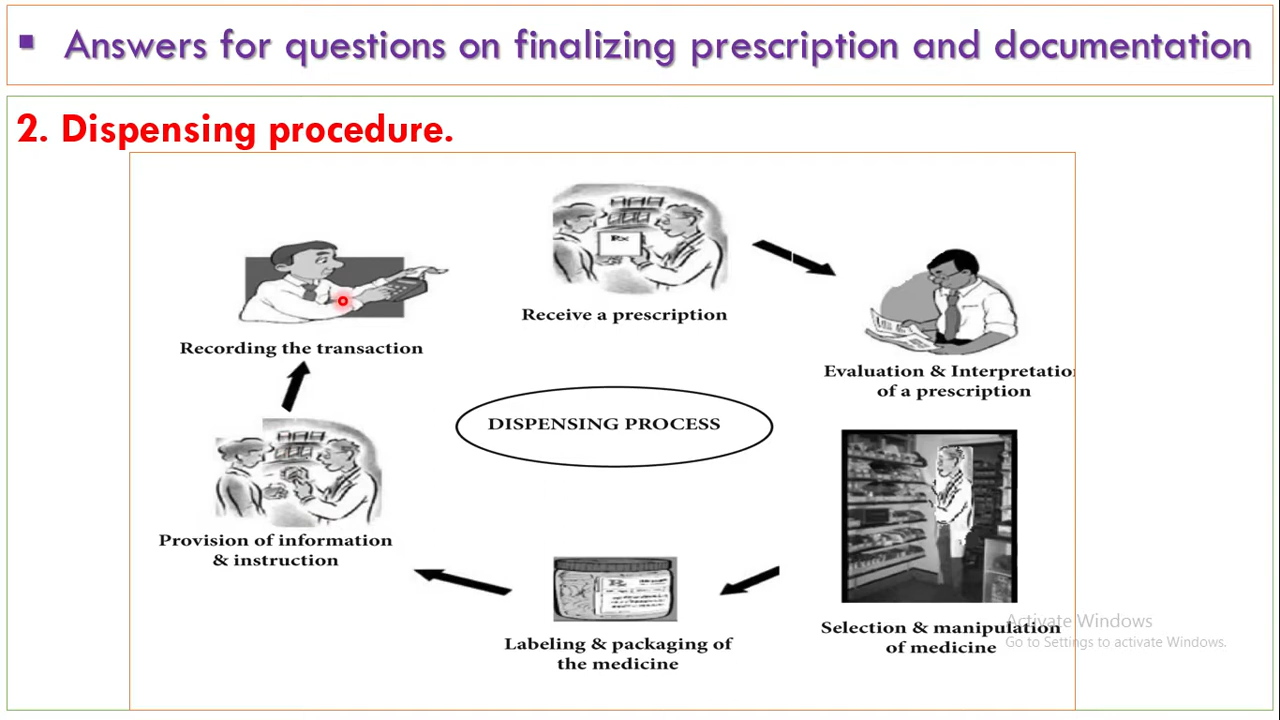 ▪ Answers for questions on finalizing prescription and documentation
2. Dispensing procedure.
Rx
Receive a prescription
Evaluation & Interpretatio
of a prescription
Recording the transaction
DISPENSING PROCESS
Provision of information
& instruction
Labeling & packaging of
the medicine
Selection & manipulation
of medicine
Activate Windows
Go to Settings to activate Windows.